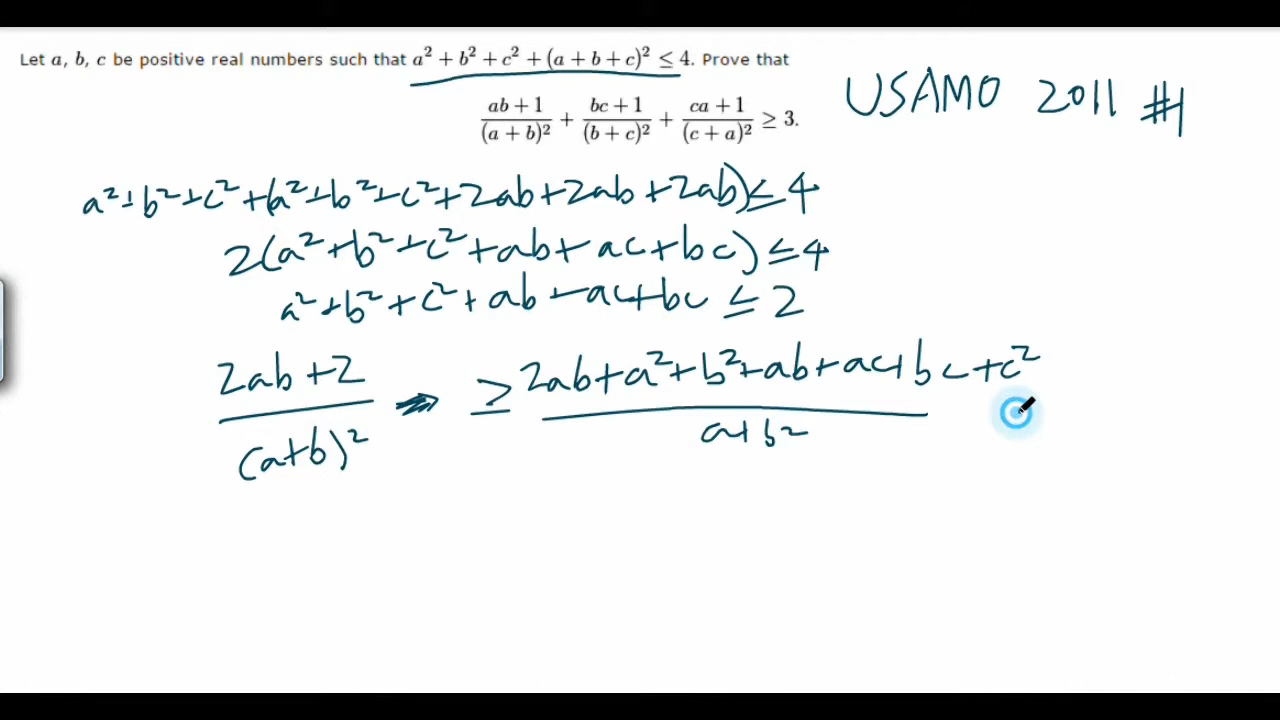 Let a, b, c be positive real numbers such that a² + b² + c² + (a + b + c)² ≤ 4. Prove that
(ab + 1)/(a + b)² + (bc + 1)/(b + c)² + (ca + 1)/(c + a)² ≥ 3.
USAMO 2011 #1
a²+b²+c²+(a²+b²+c²+2ab+2ab+2ab)≤4
2(a²+b²+c²+ab+ac+bc)≤4
a²+b²+c²+ab+ac+bc ≤ 2
(2ab+2)/(a+b)² ≥ (2ab+a²+b²+ab+ac+bc+c²)/(a+b²